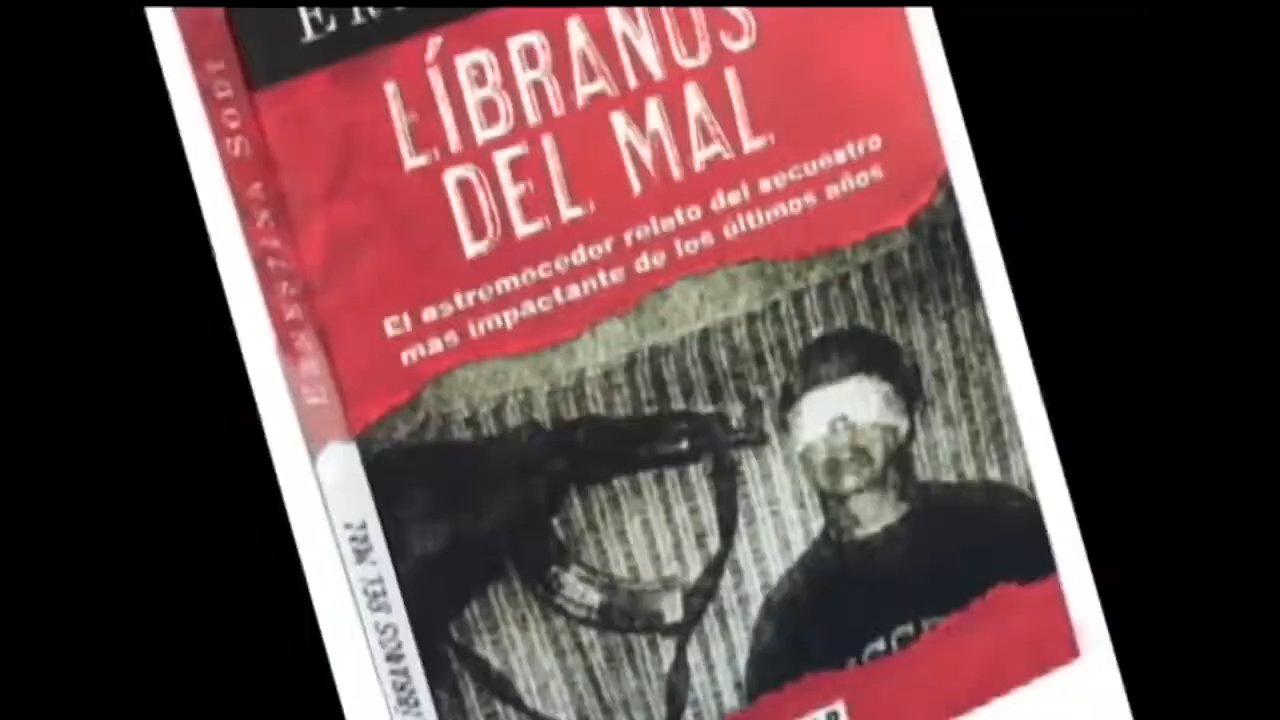 LÍBRANOS
DEL MAL
El estremecedor relato del secuestro
mas impactante de los últimos años
LÍBRANOS DEL MAL